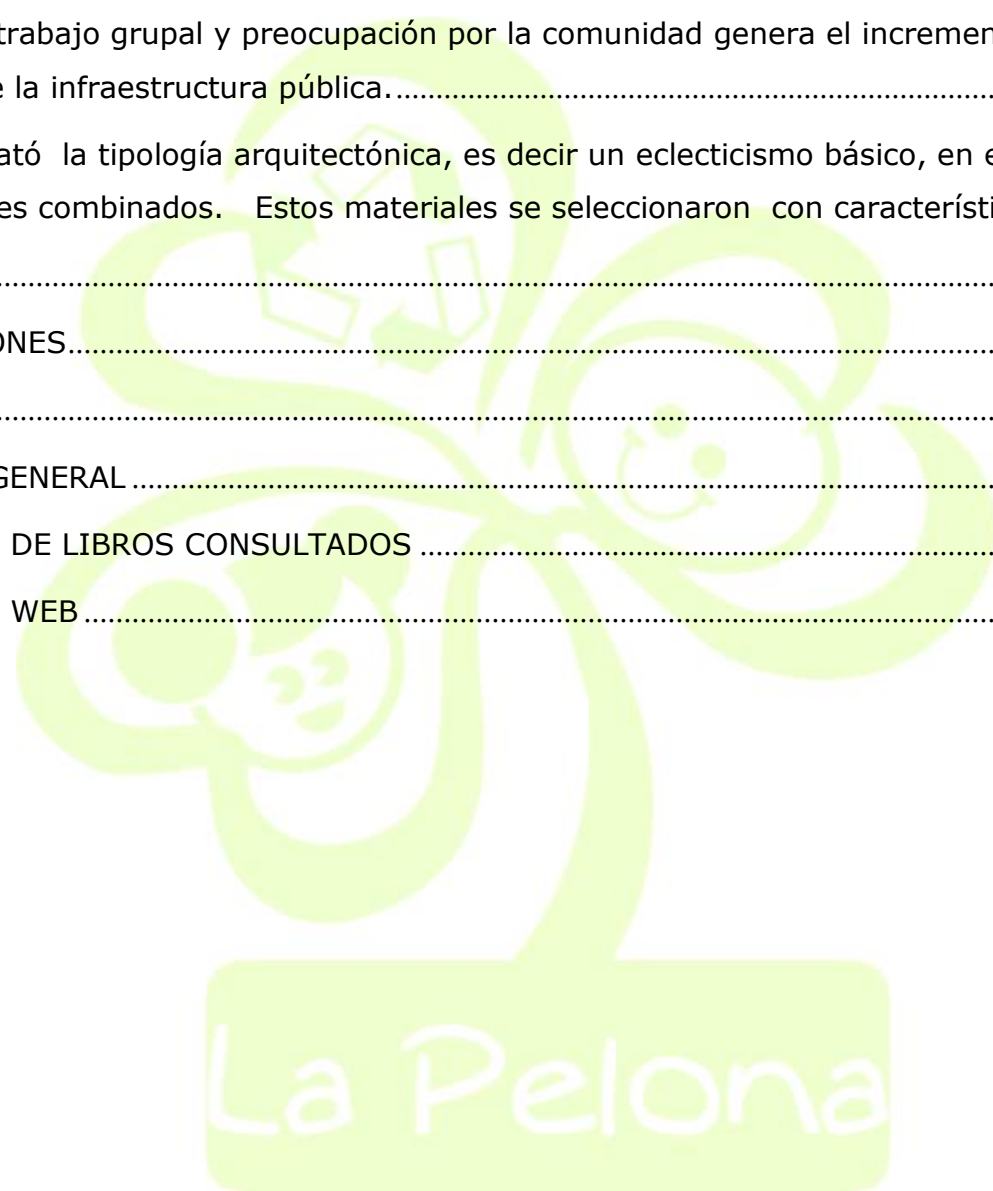 trabajo grupal y preocupación por la comunidad genera el incremen
e la infraestructura pública.............................................................................
ató la tipología arquitectónica, es decir un eclecticismo básico, en e
es combinados. Estos materiales se seleccionaron con característi
.............................................................................................................
ONES.....................................................................................................
.............................................................................................................
GENERAL..............................................................................................
DE LIBROS CONSULTADOS..................................................................
WEB......................................................................................................
La Pelona